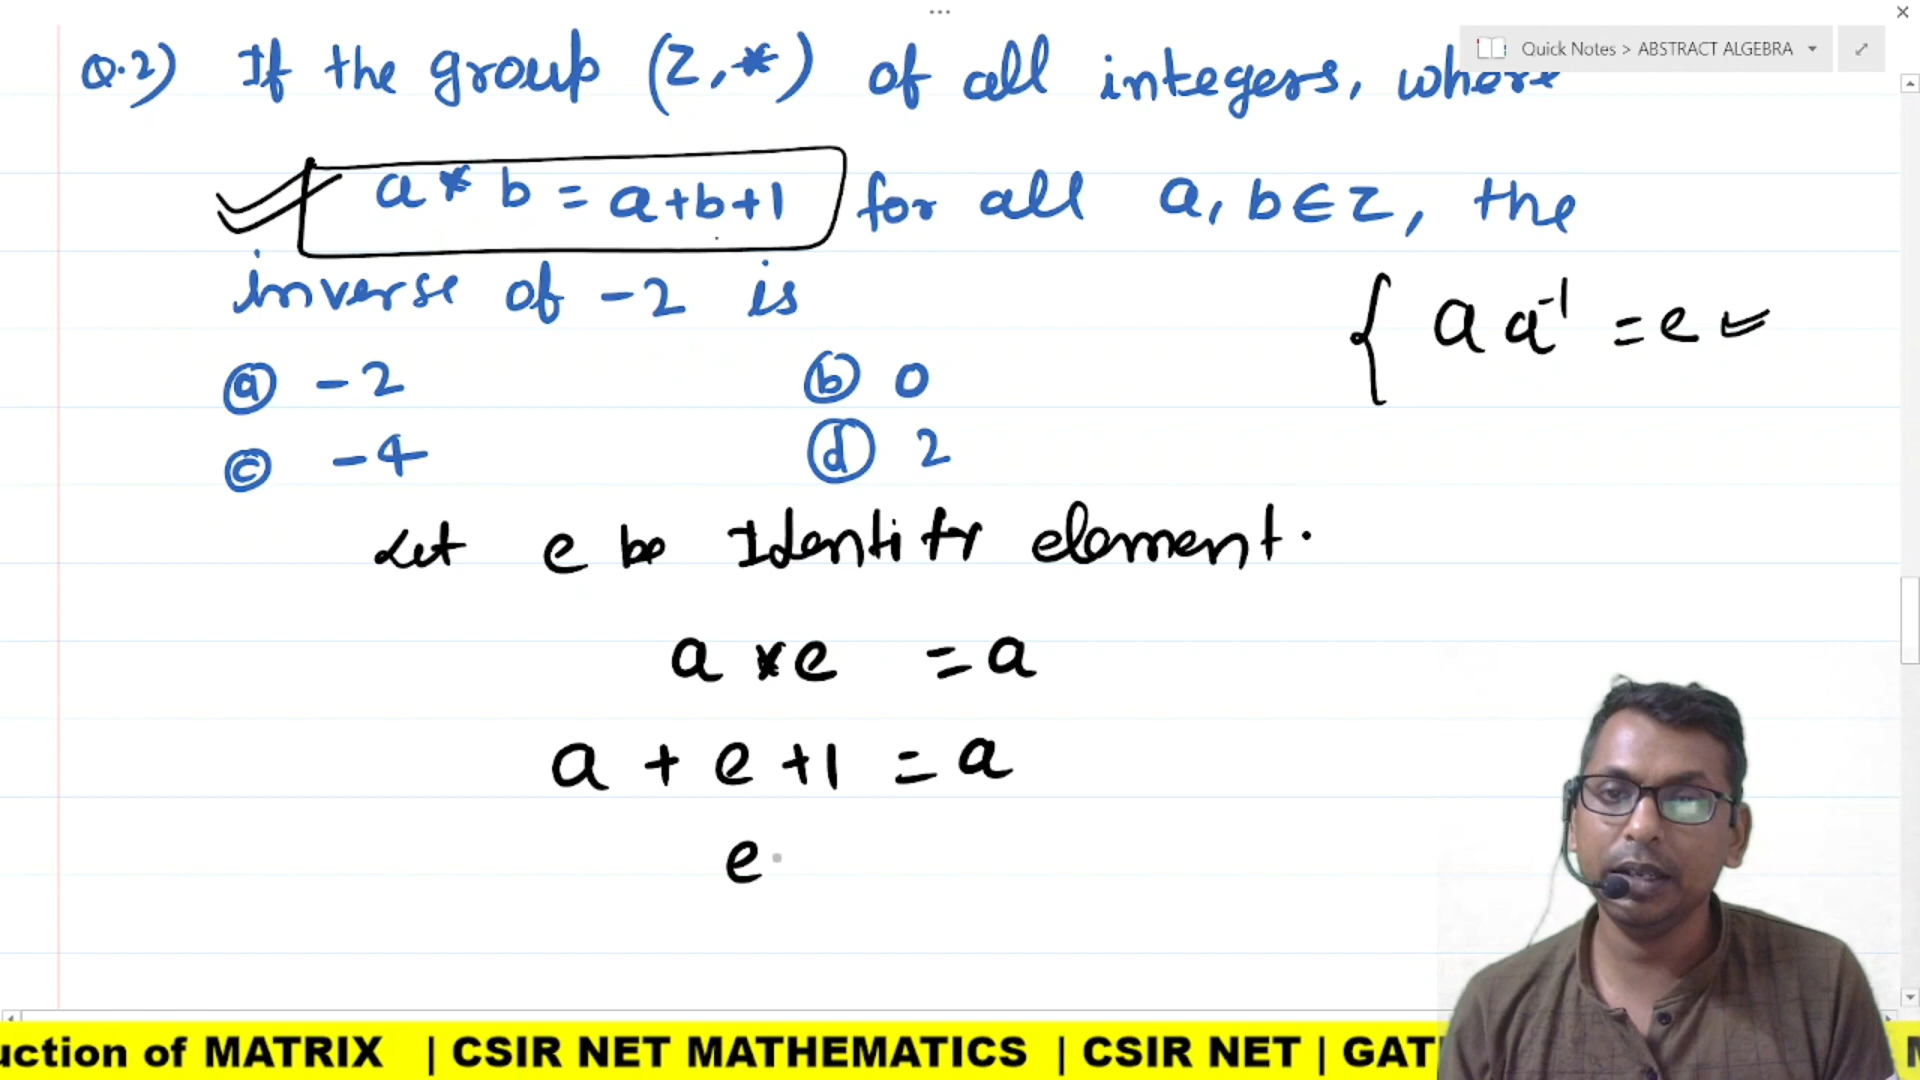 Quick Notes > ABSTRACT ALGEBRA
Q.2) If the group (Z,*) of all integers, where
a * b = a+b+1 for all a, b∈Z, the
inverse of -2 is
{ a a⁻¹ = e
ⓐ -2 ⓑ 0
ⓒ -4 ⓓ 2
Let e be Identity element.
a * e = a
a + e +1 = a
e
uction of MATRIX | CSIR NET MATHEMATICS | CSIR NET | GAT